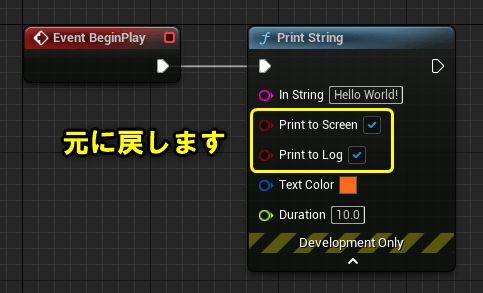 Event BeginPlay
Print String
In String Hello World!
元に戻します
Print to Screen
Print to Log
Text Color
Duration 10.0
Development Only